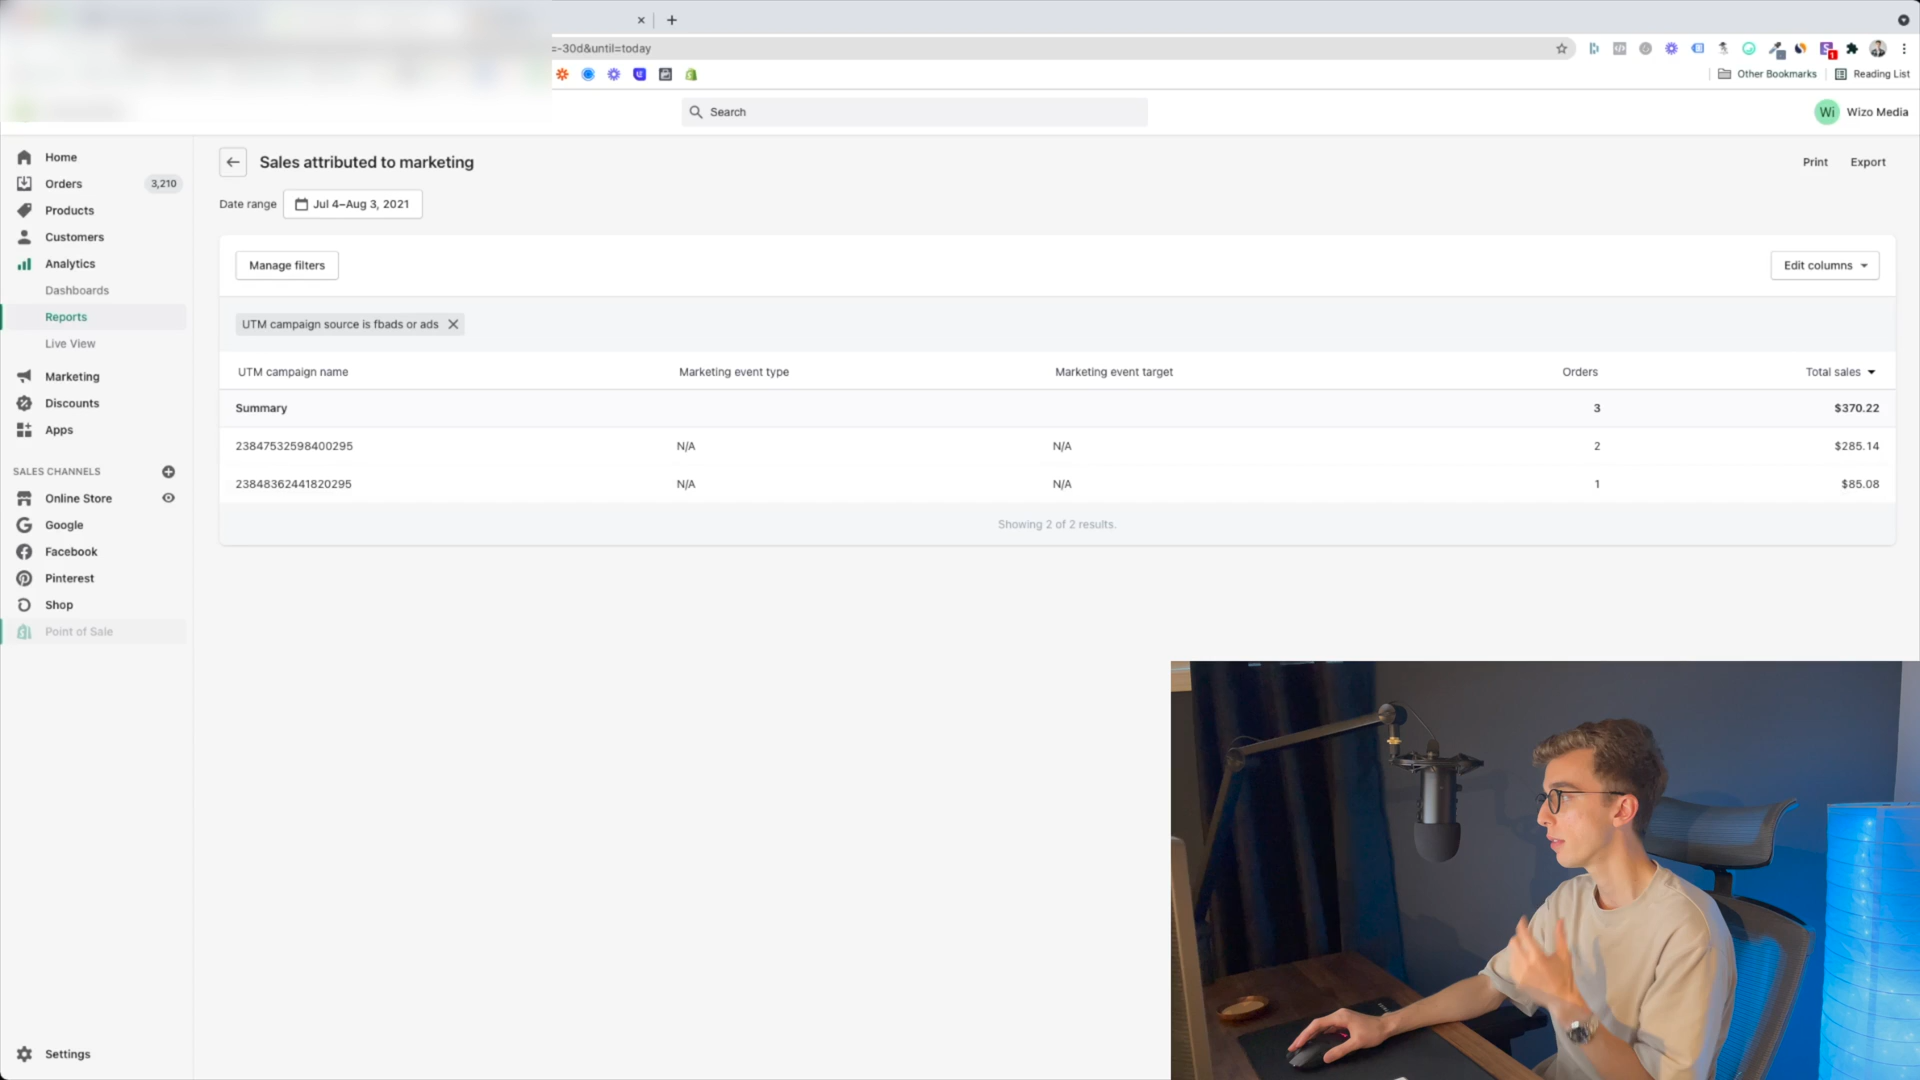 =-30d&until=today
Other Bookmarks
Reading List
Search
Wi
Wizo Media
Home
Orders 3,210
Products
Customers
Analytics
Dashboards
Reports
Live View
Marketing
Discounts
Apps
SALES CHANNELS
Online Store
Google
Facebook
Pinterest
Shop
Point of Sale
Settings
Sales attributed to marketing
Print
Export
Date range
Jul 4–Aug 3, 2021
Manage filters
Edit columns
UTM campaign source is fbads or ads
UTM campaign name Marketing event type Marketing event target Orders Total sales
Summary 3 $370.22
23847532598400295 N/A N/A 2 $285.14
23848362441820295 N/A N/A 1 $85.08
Showing 2 of 2 results.